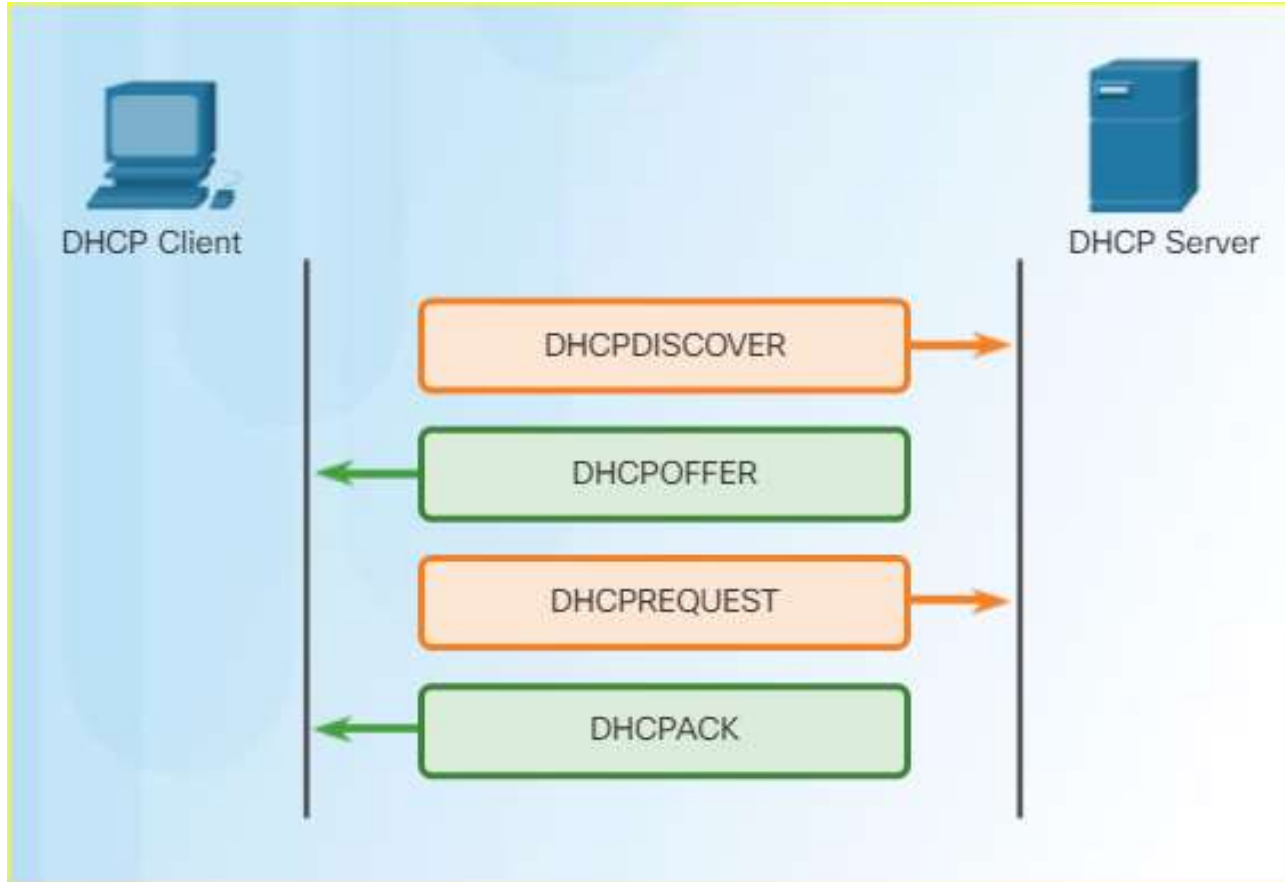 DHCP Client
DHCP Server
DHCPDISCOVER
DHCPOFFER
DHCPREQUEST
DHCPACK